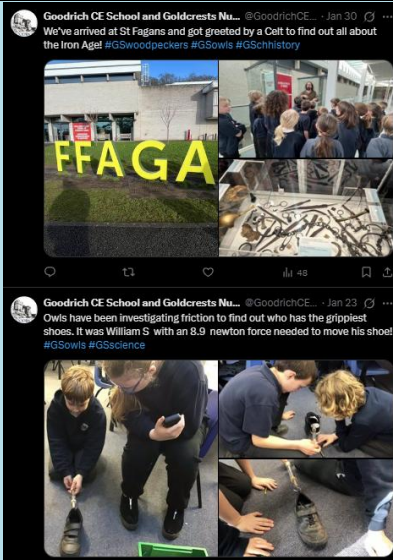 Goodrich CE School and Goldcrests Nu... @GoodrichCE... · Jan 30
We've arrived at St Fagans and got greeted by a Celt to find out all about
the Iron Age! #GSwoodpeckers #GSowls #GSchhistory
FFAGA
48
Goodrich CE School and Goldcrests Nu... @GoodrichCE... · Jan 23
Owls have been investigating friction to find out who has the grippiest
shoes. It was William S with an 8.9 newton force needed to move his shoe!
#GSowls #GSscience